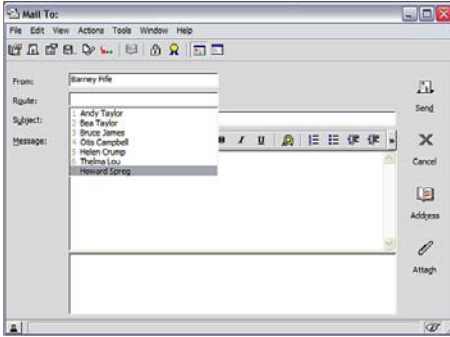 Mail To:
File Edit View Actions Tools Window Help
From: Barney Fife
Route:
Subject:
Message:
1 Andy Taylor
2 Bea Taylor
3 Bruce James
4 Otis Campbell
5 Helen Crump
6 Thelma Lou
Howard Spreg
B I U
Send
Cancel
Address
Attach